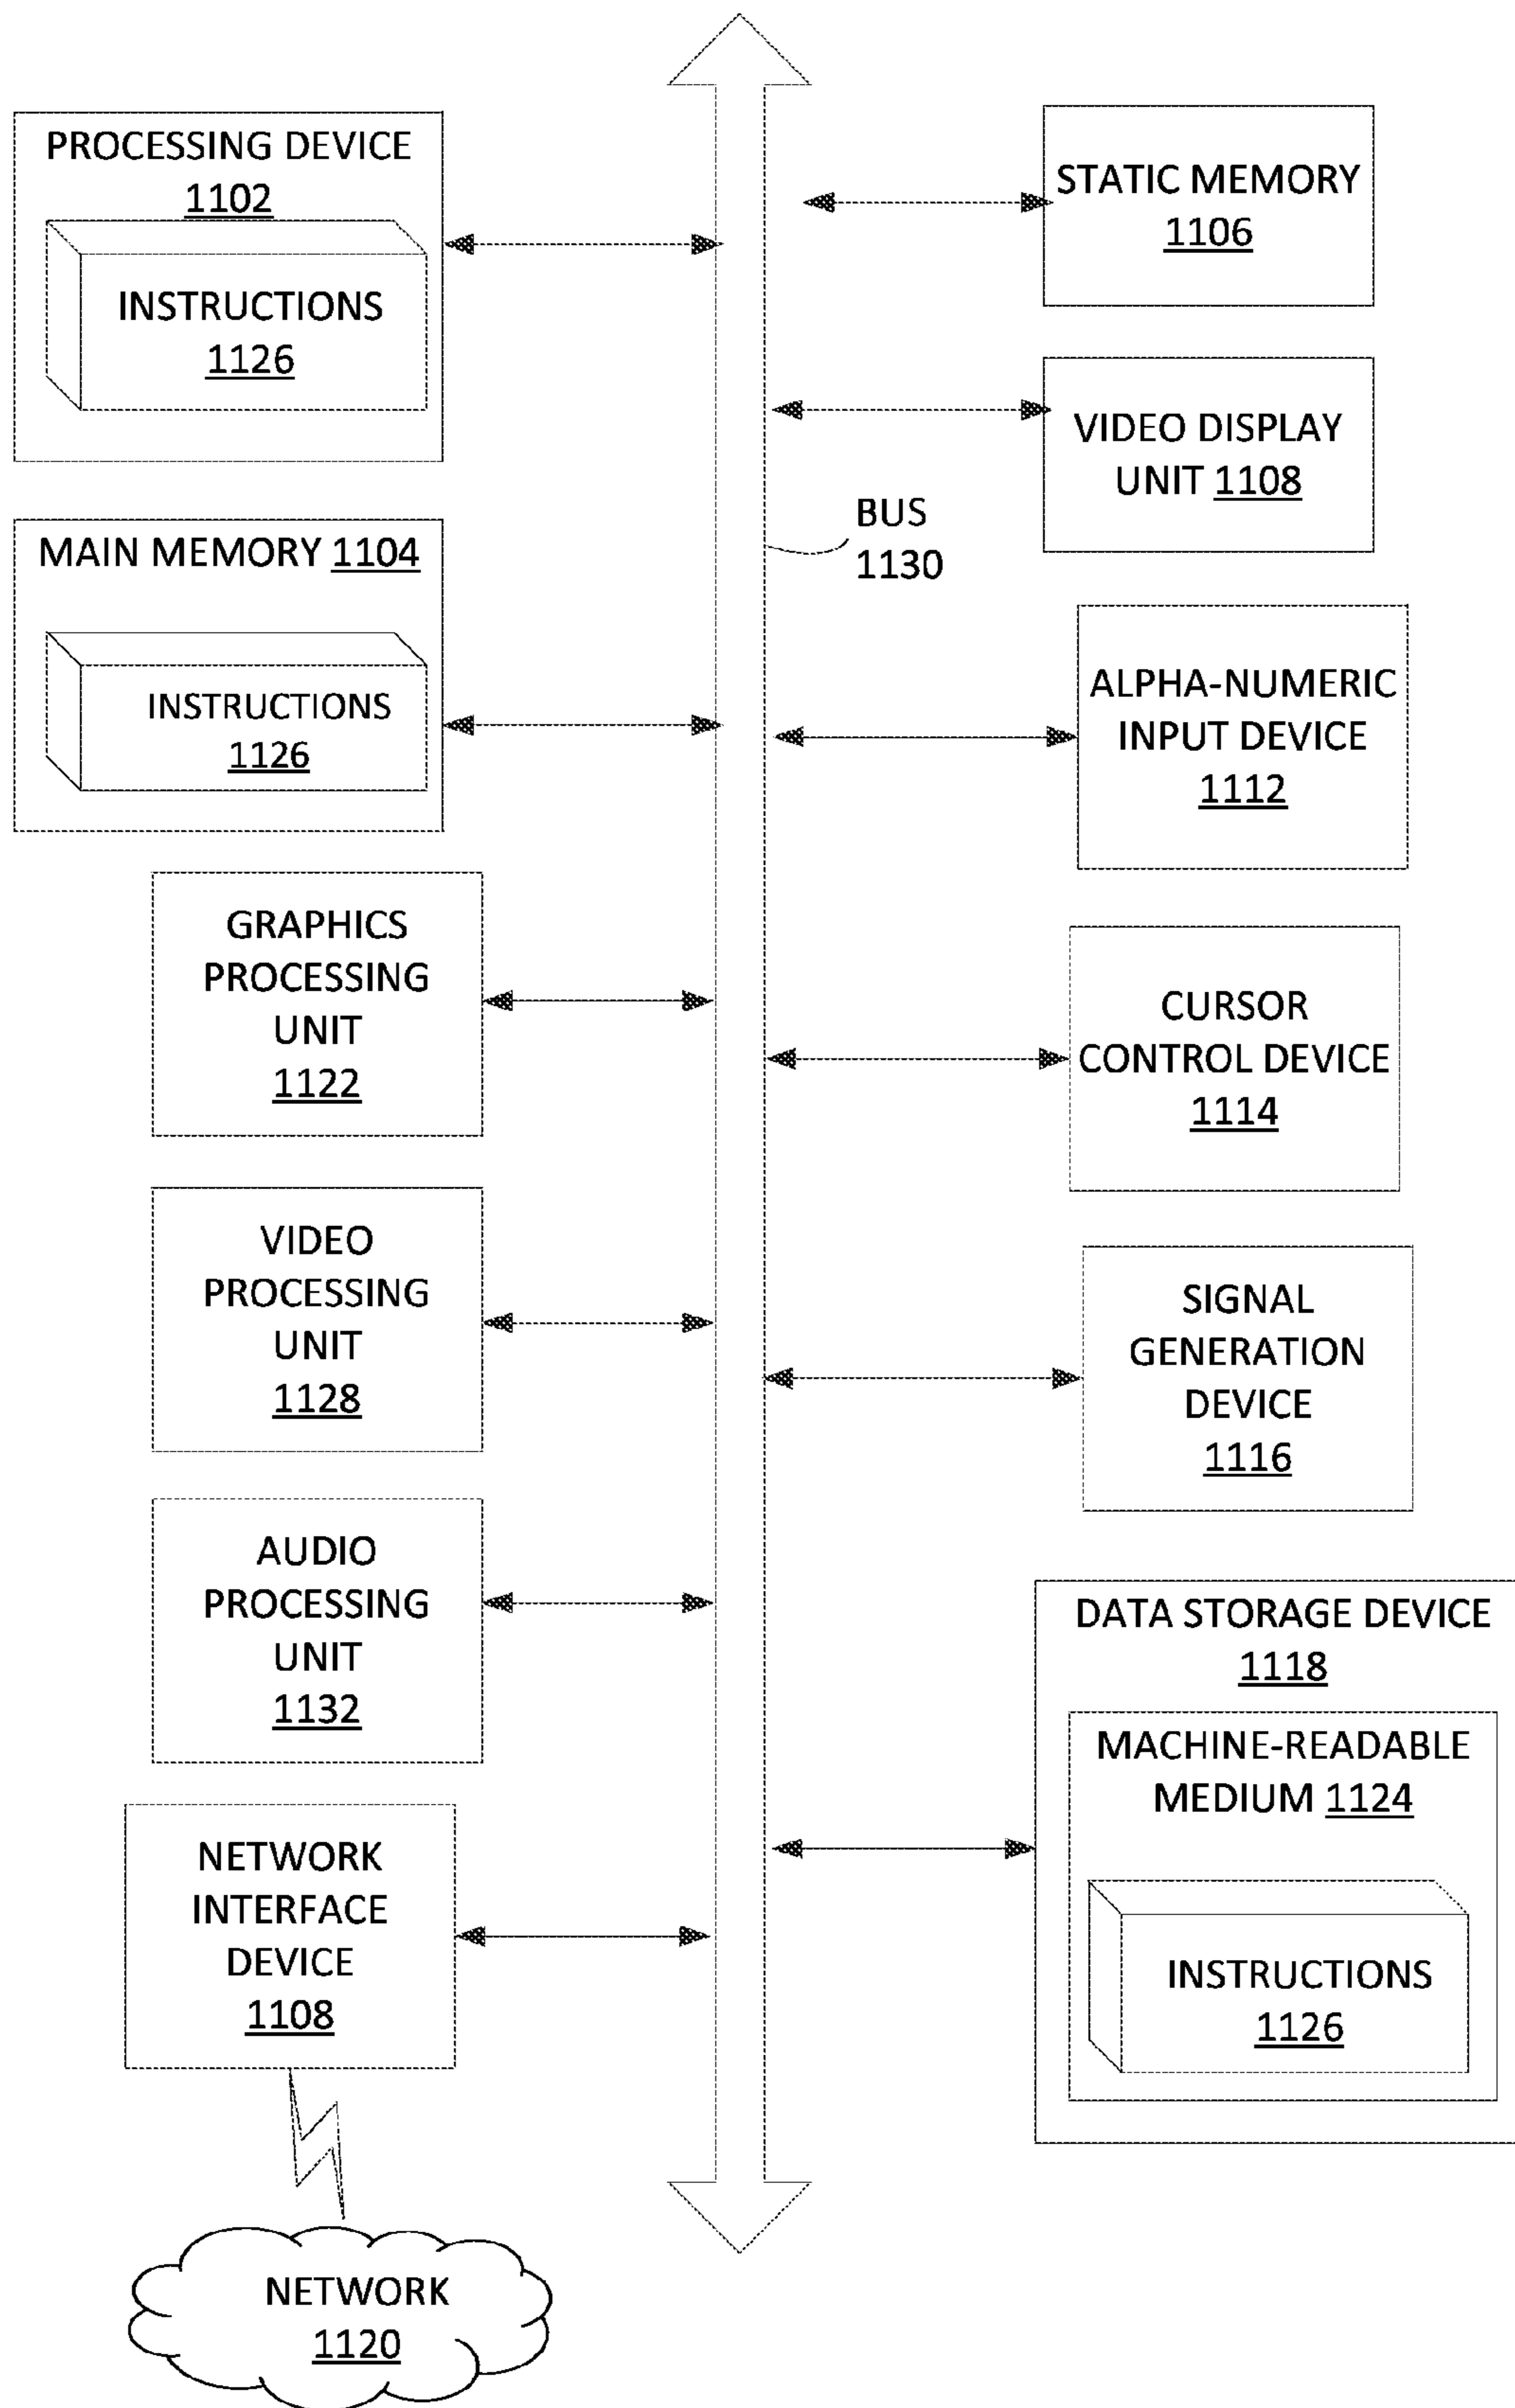 PROCESSING DEVICE
1102
INSTRUCTIONS
1126
MAIN MEMORY 1104
INSTRUCTIONS
1126
GRAPHICS
PROCESSING
UNIT
1122
VIDEO
PROCESSING
UNIT
1128
AUDIO
PROCESSING
UNIT
1132
NETWORK
INTERFACE
DEVICE
1108
NETWORK
1120
BUS
1130
STATIC MEMORY
1106
VIDEO DISPLAY
UNIT 1108
ALPHA-NUMERIC
INPUT DEVICE
1112
CURSOR
CONTROL DEVICE
1114
SIGNAL
GENERATION
DEVICE
1116
DATA STORAGE DEVICE
1118
MACHINE-READABLE
MEDIUM 1124
INSTRUCTIONS
1126